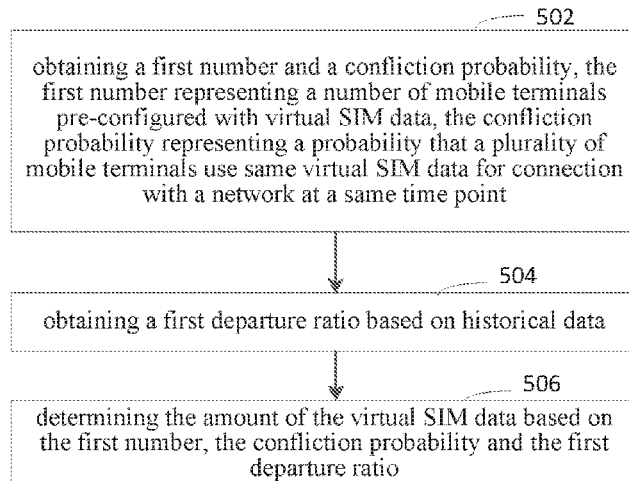 502
obtaining a first number and a confliction probability, the
first number representing a number of mobile terminals
pre-configured with virtual SIM data, the confliction
probability representing a probability that a plurality of
mobile terminals use same virtual SIM data for connection
with a network at a same time point
504
obtaining a first departure ratio based on historical data
506
determining the amount of the virtual SIM data based on
the first number, the confliction probability and the first
departure ratio